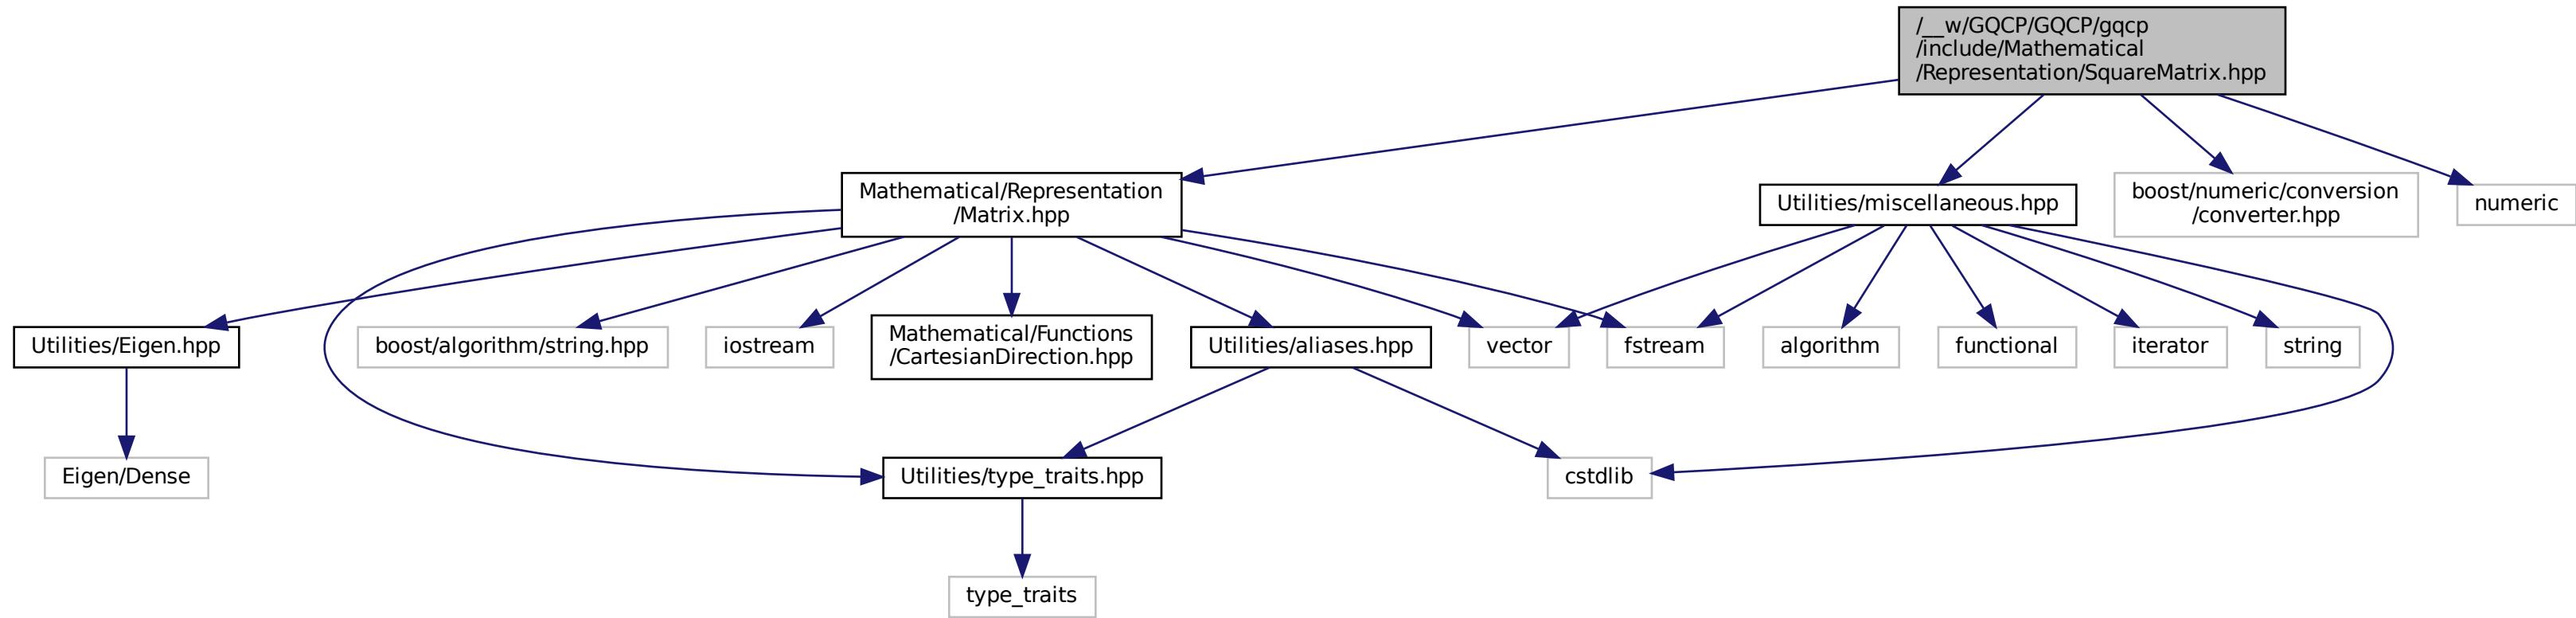 /__w/GQCP/GQCP/gqcp
/include/Mathematical
/Representation/SquareMatrix.hpp
Mathematical/Representation
/Matrix.hpp
Utilities/miscellaneous.hpp
boost/numeric/conversion
/converter.hpp
numeric
Utilities/Eigen.hpp
boost/algorithm/string.hpp
iostream
Mathematical/Functions
/CartesianDirection.hpp
Utilities/aliases.hpp
vector
fstream
algorithm
functional
iterator
string
Eigen/Dense
Utilities/type_traits.hpp
cstdlib
type_traits